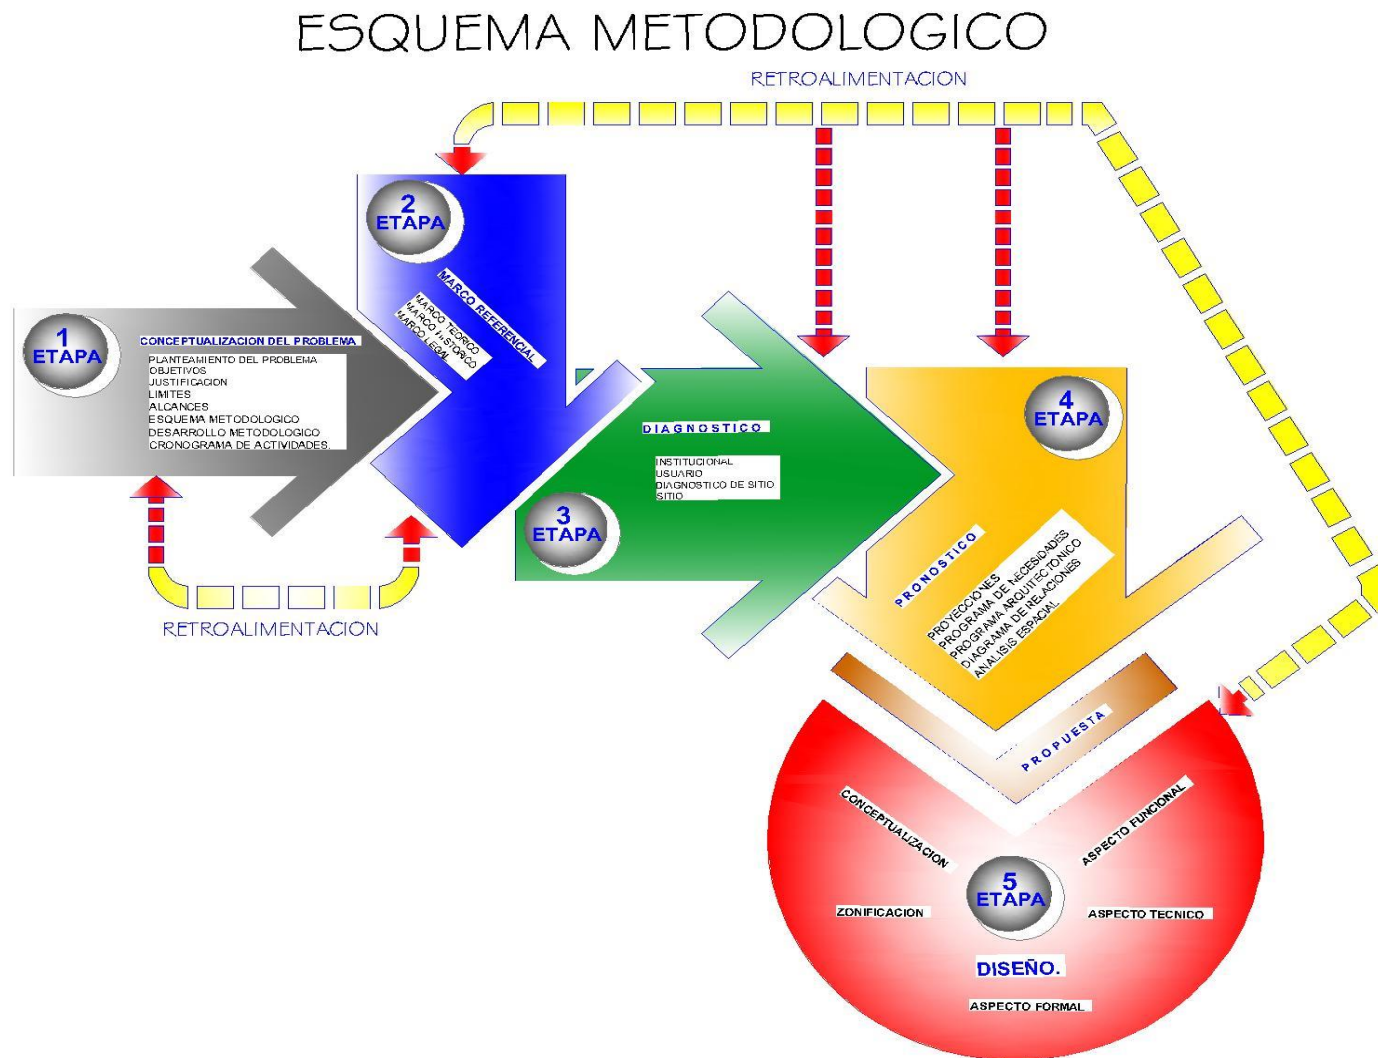 ESQUEMA METODOLOGICO
RETROALIMENTACION
1
ETAPA
CONCEPTUALIZACION DEL PROBLEMA
PLANTEAMIENTO DEL PROBLEMA
OBJETIVOS
JUSTIFICACION
LIMITES
ALCANCES
ESQUEMA METODOLOGICO
DESARROLLO METODOLOGICO
CRONOGRAMA DE ACTIVIDADES.
RETROALIMENTACION
2
ETAPA
MARCO REFERENCIAL
MARCO TEORICO
MARCO HISTORICO
MARCO LEGAL
3
ETAPA
DIAGNOSTICO
INSTITUCIONAL
USUARIO
DIAGNOSTICO DE SITIO
SITIO
4
ETAPA
PRONOSTICO
PROYECCIONES
PROGRAMA DE NECESIDADES
PROGRAMA ARQUITECTONICO
DIAGRAMA DE RELACIONES
ANALISIS ESPACIAL
PROPUESTA
CONCEPTUALIZACION
ASPECTO FUNCIONAL
5
ETAPA
ZONIFICACION
ASPECTO TECNICO
DISEÑO.
ASPECTO FORMAL